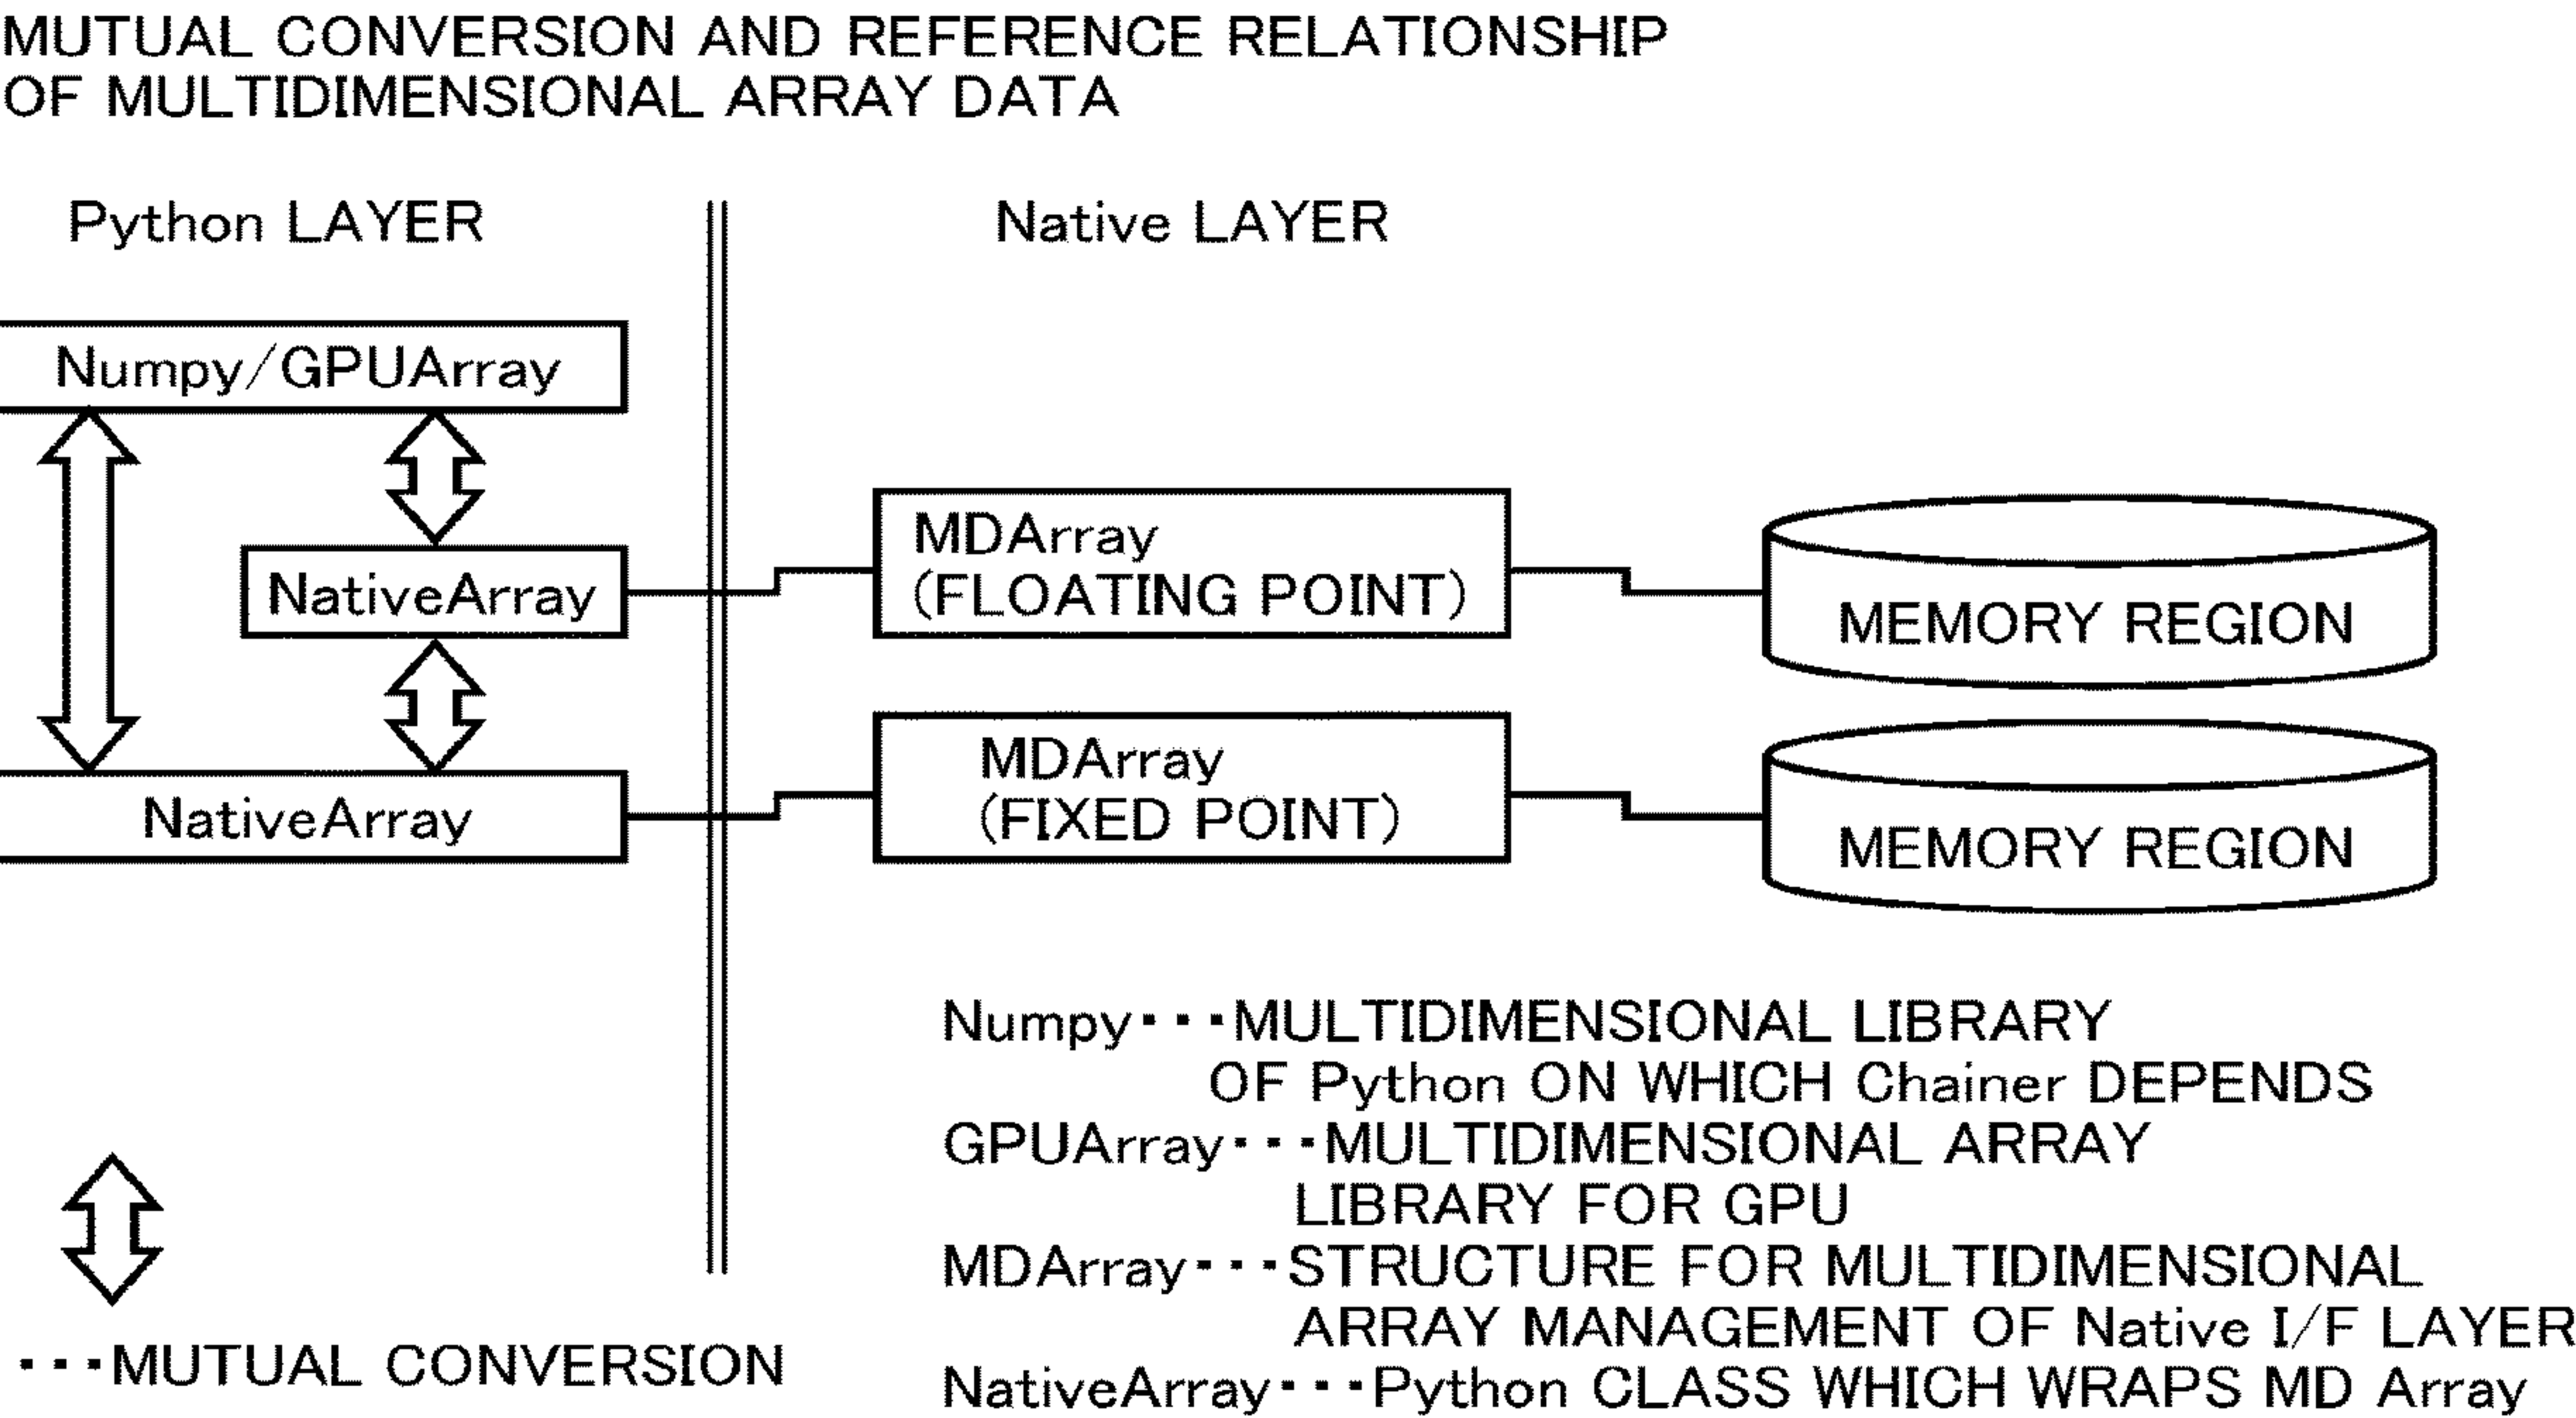 MUTUAL CONVERSION AND REFERENCE RELATIONSHIP
OF MULTIDIMENSIONAL ARRAY DATA
Python LAYER
Native LAYER
Numpy/GPUArray
NativeArray
MDArray
(FLOATING POINT)
MEMORY REGION
NativeArray
MDArray
(FIXED POINT)
MEMORY REGION
Numpy・・・MULTIDIMENSIONAL LIBRARY
OF Python ON WHICH Chainer DEPENDS
GPUArray・・・MULTIDIMENSIONAL ARRAY
LIBRARY FOR GPU
MDArray・・・STRUCTURE FOR MULTIDIMENSIONAL
ARRAY MANAGEMENT OF Native I/F LAYER
NativeArray・・・Python CLASS WHICH WRAPS MD Array
・・・MUTUAL CONVERSION